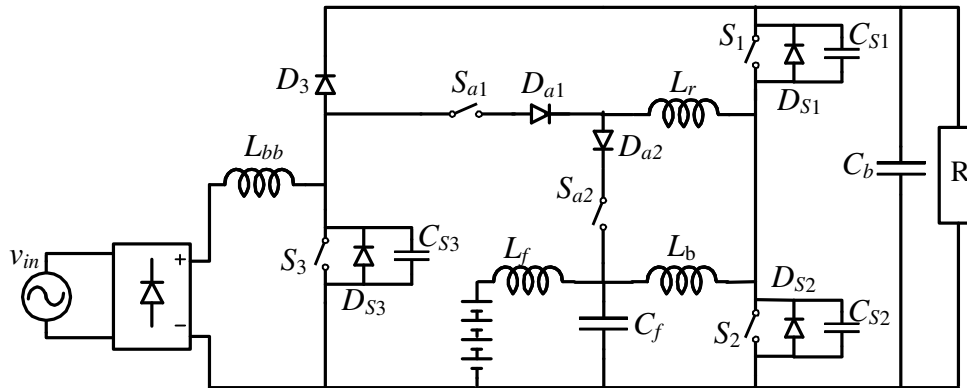 S1
CS1
DS1
D3
Sa1
Da1
Lr
Da2
Sa2
Lbb
Cb
R
vin
+
−
S3
CS3
DS3
Lf
Lb
Cf
DS2
S2
CS2